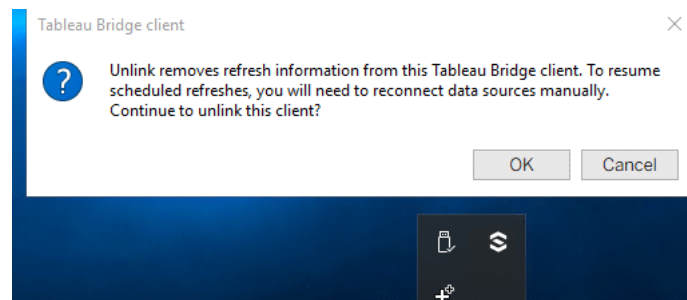 Tableau Bridge client
Unlink removes refresh information from this Tableau Bridge client. To resume
scheduled refreshes, you will need to reconnect data sources manually.
Continue to unlink this client?
OK
Cancel